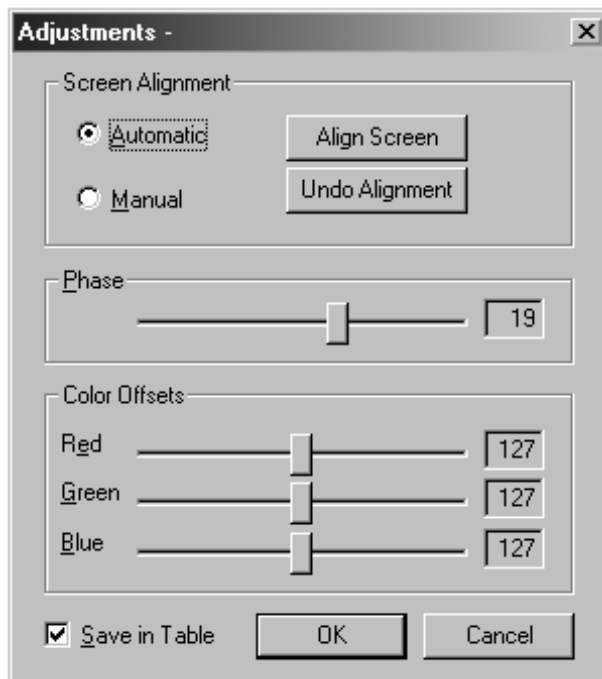 Adjustments -
Screen Alignment
Automatic
Align Screen
Manual
Undo Alignment
Phase
19
Color Offsets
Red
127
Green
127
Blue
127
Save in Table
OK
Cancel